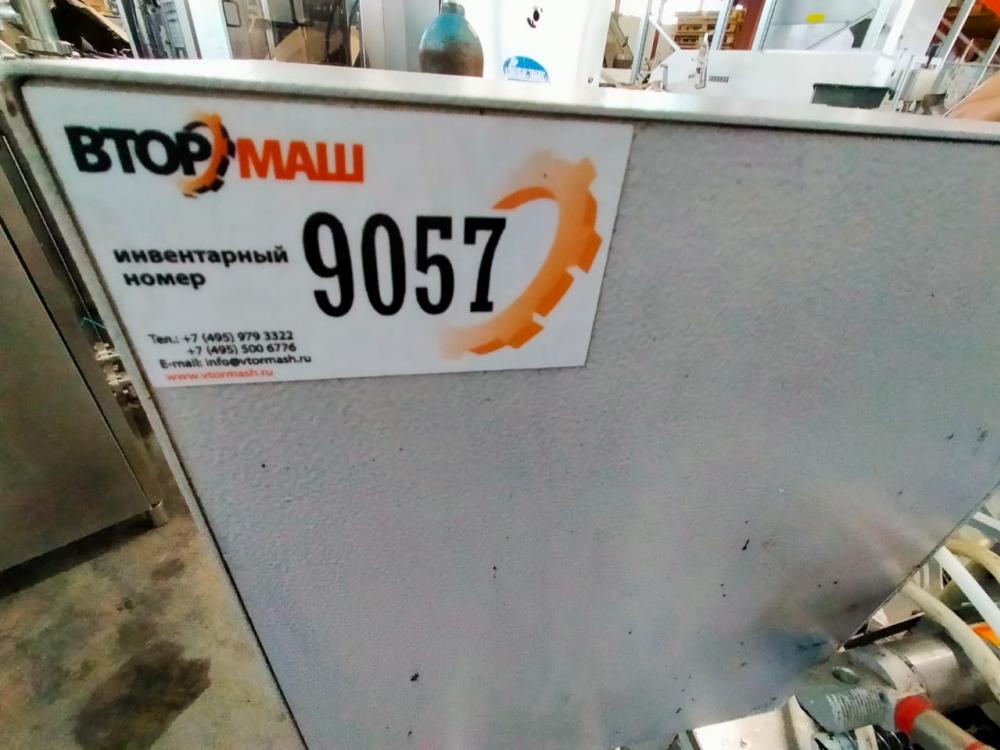 ВТОРМАШ
инвентарный
номер
9057
Тел.: +7 (495) 979 3322
+7 (495) 500 6776
E-mail: info@vtormash.ru
www.vtormash.ru